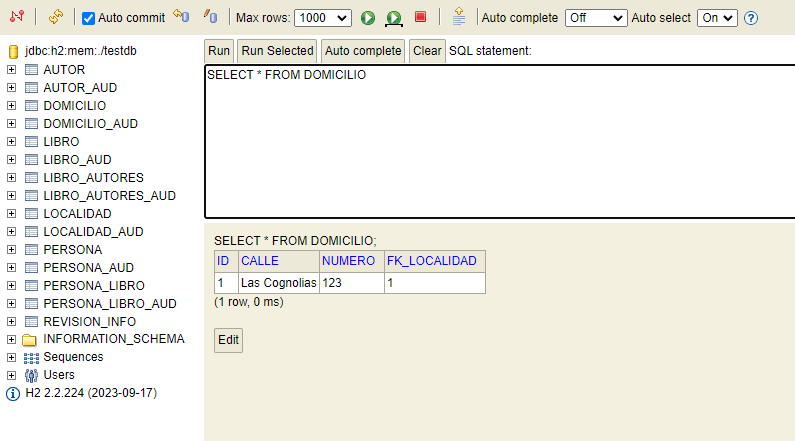 Auto commit Max rows: 1000 Auto complete Off Auto select On
jdbc:h2:mem:./testdb
AUTOR
AUTOR_AUD
DOMICILIO
DOMICILIO_AUD
LIBRO
LIBRO_AUD
LIBRO_AUTORES
LIBRO_AUTORES_AUD
LOCALIDAD
LOCALIDAD_AUD
PERSONA
PERSONA_AUD
PERSONA_LIBRO
PERSONA_LIBRO_AUD
REVISION_INFO
INFORMATION_SCHEMA
Sequences
Users
H2 2.2.224 (2023-09-17)
Run Run Selected Auto complete Clear SQL statement:
SELECT * FROM DOMICILIO
SELECT * FROM DOMICILIO;
ID CALLE NUMERO FK_LOCALIDAD
1 Las Cognolias 123 1
(1 row, 0 ms)
Edit